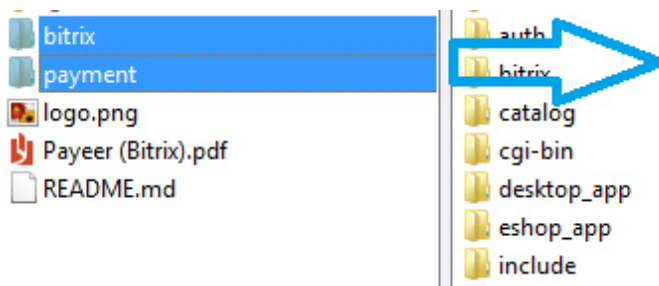 bitrix
payment
logo.png
Payeer (Bitrix).pdf
README.md
auth
bitrix
catalog
cgi-bin
desktop_app
eshop_app
include